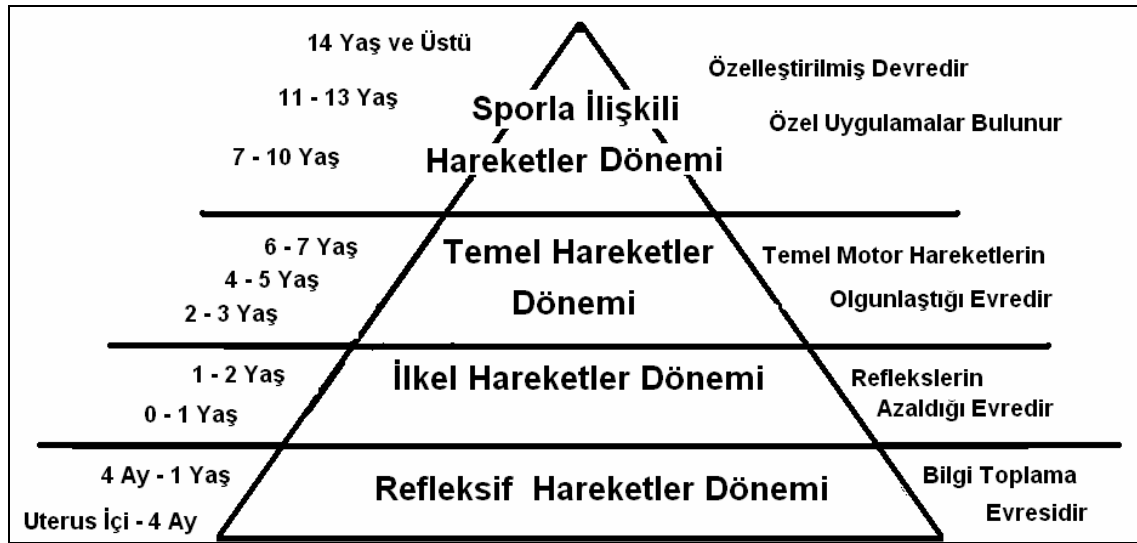 14 Yaş ve Üstü
Özelleştirilmiş Devredir
11 - 13 Yaş
Sporla İlişkili
Özel Uygulamalar Bulunur
7 - 10 Yaş
Hareketler Dönemi
6 - 7 Yaş
Temel Hareketler
Temel Motor Hareketlerin
4 - 5 Yaş
Dönemi
Olgunlaştığı Evredir
2 - 3 Yaş
1 - 2 Yaş
İlkel Hareketler Dönemi
Reflekslerin
0 - 1 Yaş
Azaldığı Evredir
4 Ay - 1 Yaş
Refleksif Hareketler Dönemi
Bilgi Toplama
Uterus İçi - 4 Ay
Evresidir